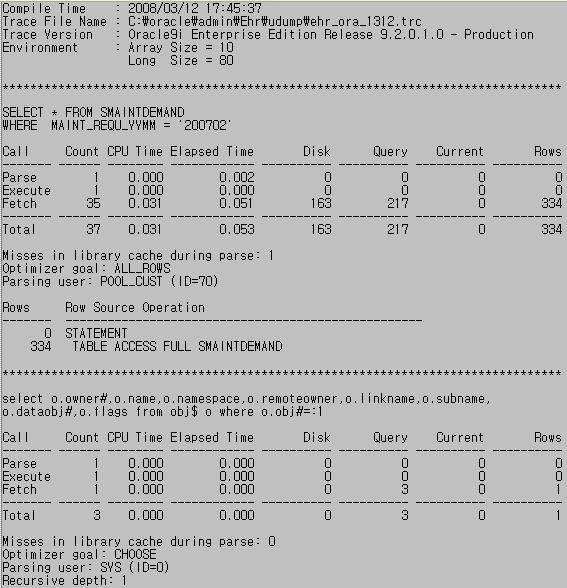 Compile Time   : 2008/03/12 17:45:37
Trace File Name : C:₩oracle₩admin₩Ehr₩udump₩ehr_ora_1312.trc
Trace Version   : Oracle9i Enterprise Edition Release 9.2.0.1.0 - Production
Environment     : Array Size = 10
Long  Size = 80
********************************************************************************
SELECT * FROM SMAINTDEMAND
WHERE  MAINT_REQU_YYMM = '200702'
Call     Count CPU Time Elapsed Time       Disk      Query    Current       Rows
------- ------ -------- ------------ ---------- ---------- ---------- ----------
Parse        1    0.000        0.002          0          0          0          0
Execute      1    0.000        0.000          0          0          0          0
Fetch       35    0.031        0.051        163        217          0        334
------- ------ -------- ------------ ---------- ---------- ---------- ----------
Total       37    0.031        0.053        163        217          0        334
Misses in library cache during parse: 1
Optimizer goal: ALL_ROWS
Parsing user: POOL_CUST (ID=70)
Rows     Row Source Operation
-------  ---------------------------------------------------
0  STATEMENT
334   TABLE ACCESS FULL SMAINTDEMAND
********************************************************************************
select o.owner#,o.name,o.namespace,o.remoteowner,o.linkname,o.subname,
o.dataobj#,o.flags from obj$ o where o.obj#=:1
Call     Count CPU Time Elapsed Time       Disk      Query    Current       Rows
------- ------ -------- ------------ ---------- ---------- ---------- ----------
Parse        1    0.000        0.000          0          0          0          0
Execute      1    0.000        0.000          0          0          0          0
Fetch        1    0.000        0.000          0          3          0          1
------- ------ -------- ------------ ---------- ---------- ---------- ----------
Total        3    0.000        0.000          0          3          0          1
Misses in library cache during parse: 0
Optimizer goal: CHOOSE
Parsing user: SYS (ID=0)
Recursive depth: 1